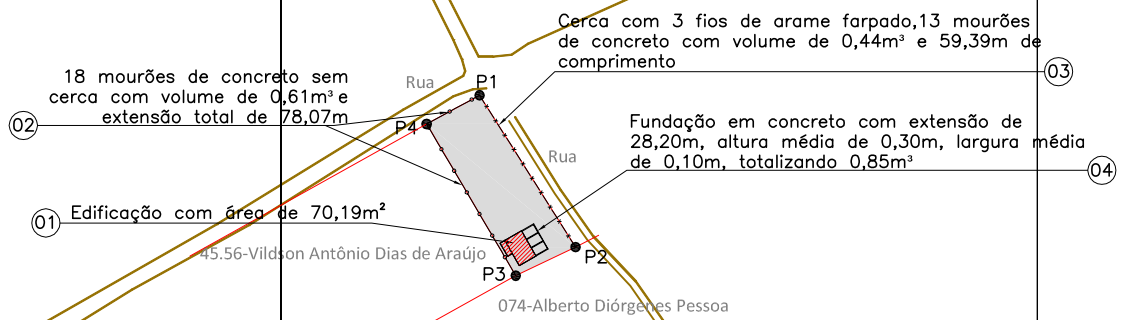 Cerca com 3 fios de arame farpado,13 mourões
de concreto com volume de 0,44m³ e 59,39m de
comprimento
03
18 mourões de concreto sem
cerca com volume de 0,61m³ e
extensão total de 78,07m
02
Rua
P1
P4
Fundação em concreto com extensão de
28,20m, altura média de 0,30m, largura média
de 0,10m, totalizando 0,85m³
04
Rua
Edificação com área de 70,19m²
01
45.56-Vildson Antônio Dias de Araújo
P2
P3
074-Alberto Diórgenes Pessoa